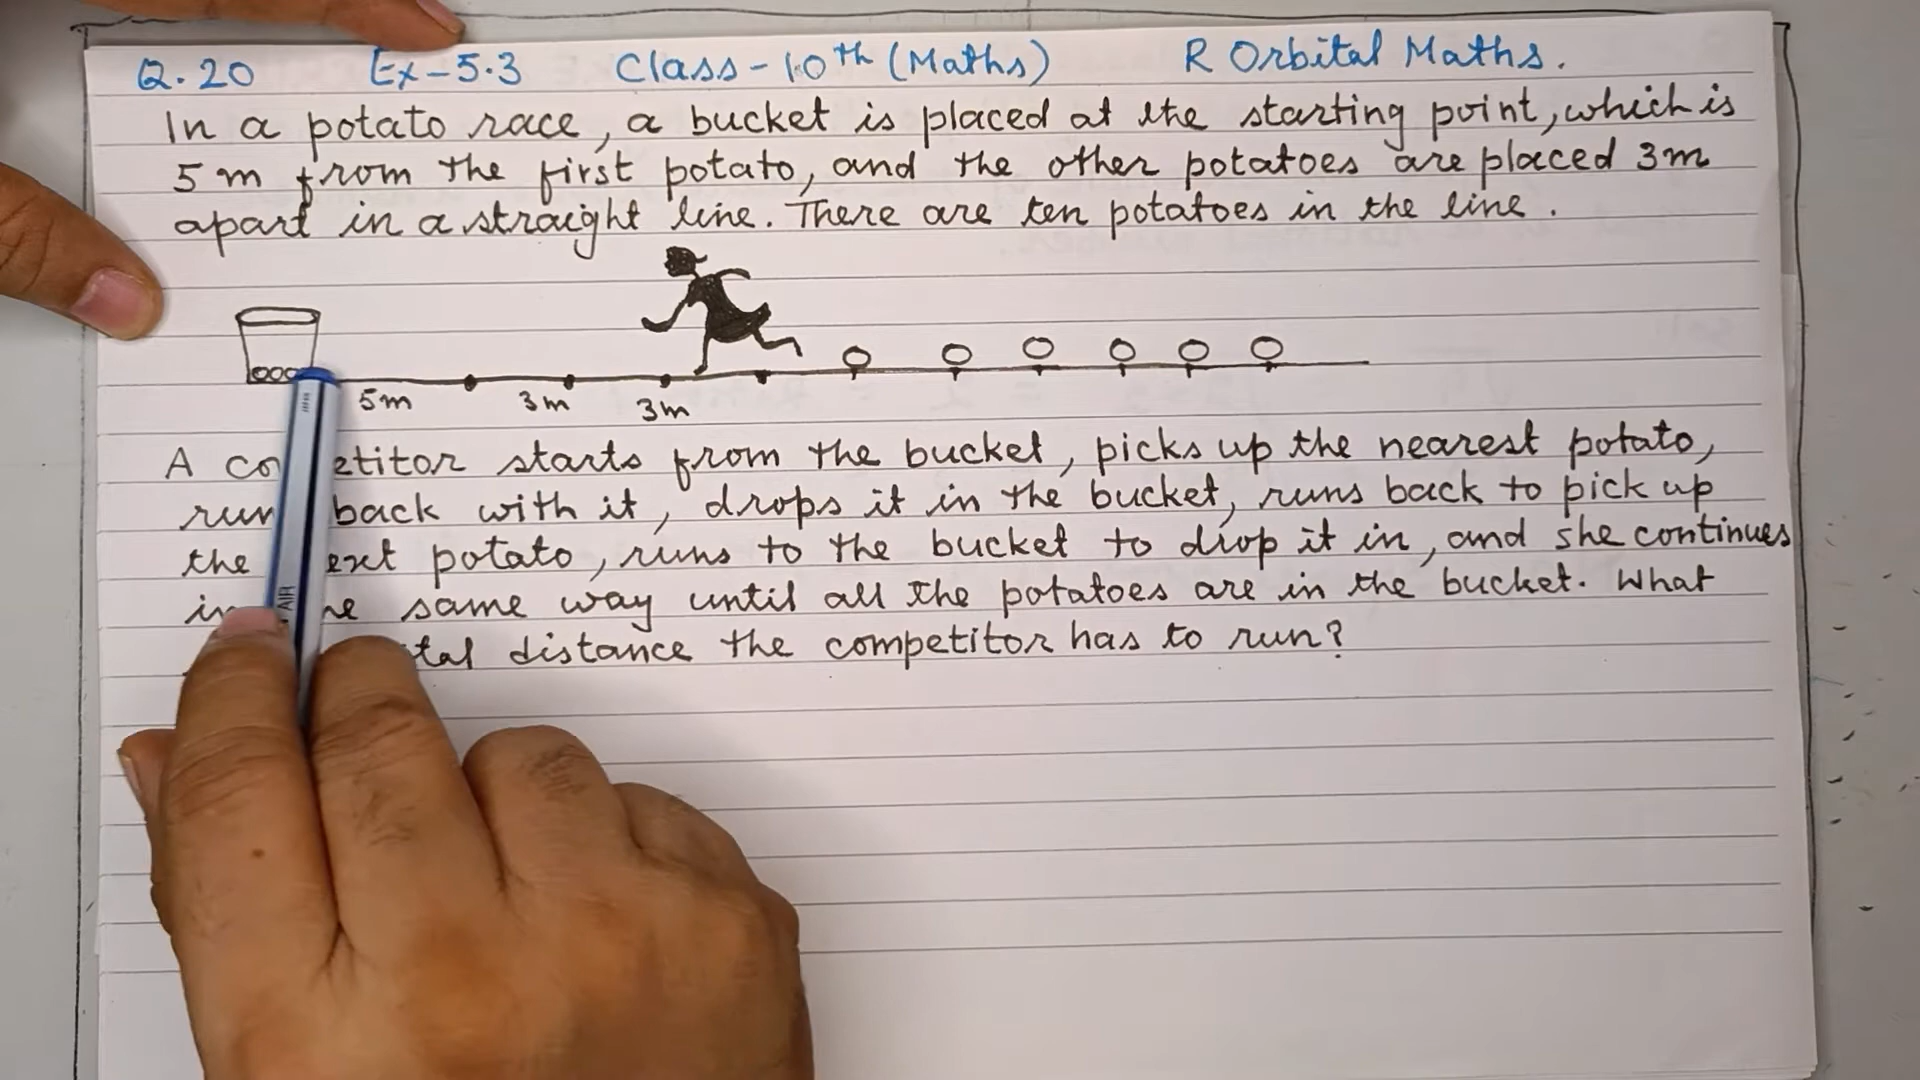 Q.20 Ex-5.3 Class-10th (Maths) R Orbital Maths.
In a potato race, a bucket is placed at the starting point, which is
5m from the first potato, and the other potatoes are placed 3m
apart in a straight line. There are ten potatoes in the line.
5m 3m 3m
A etitor starts from the bucket, picks up the nearest potato,
run back with it, drops it in the bucket, runs back to pick up
the ext potato, runs to the bucket to drop it in, and she continues
in same way until all the potatoes are in the bucket. What
tal distance the competitor has to run?